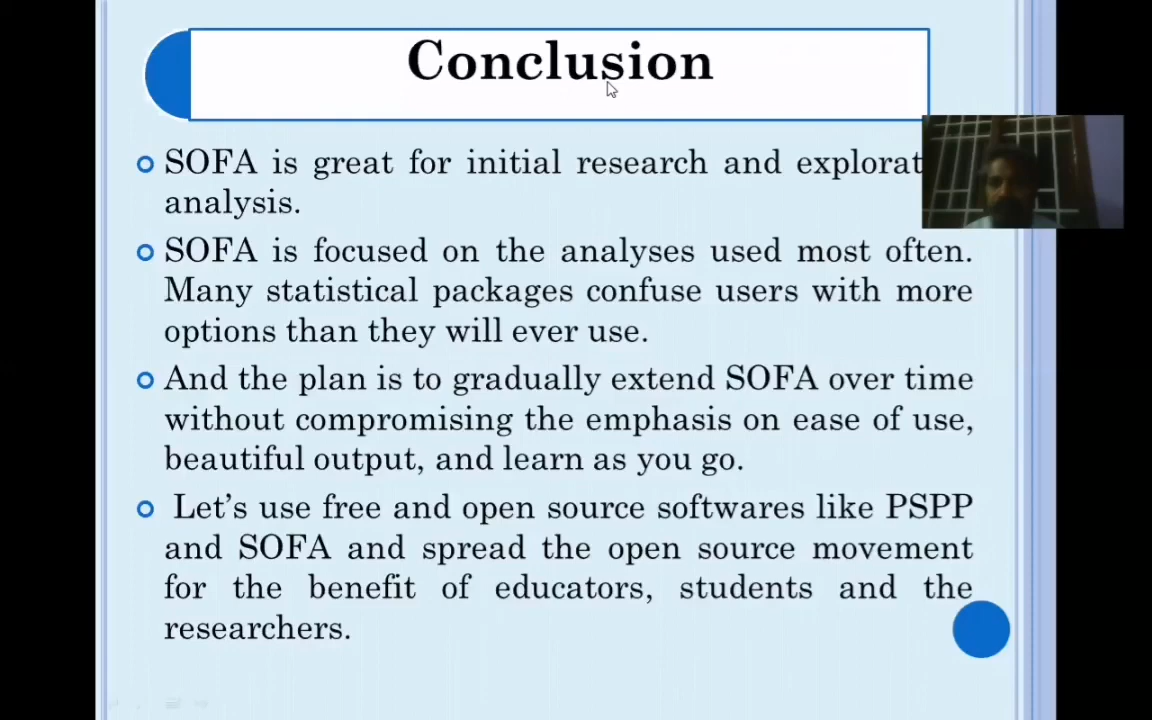 Conclusion
SOFA is great for initial research and
analysis.
SOFA is focused on the analyses used most often.
Many statistical packages confuse users with more
options than they will ever use.
And the plan is to gradually extend SOFA over time
without compromising the emphasis on ease of use,
beautiful output, and learn as you go.
Let’s use free and open source softwares like PSPP
and SOFA and spread the open source movement
for the benefit of educators, students and the
researchers.